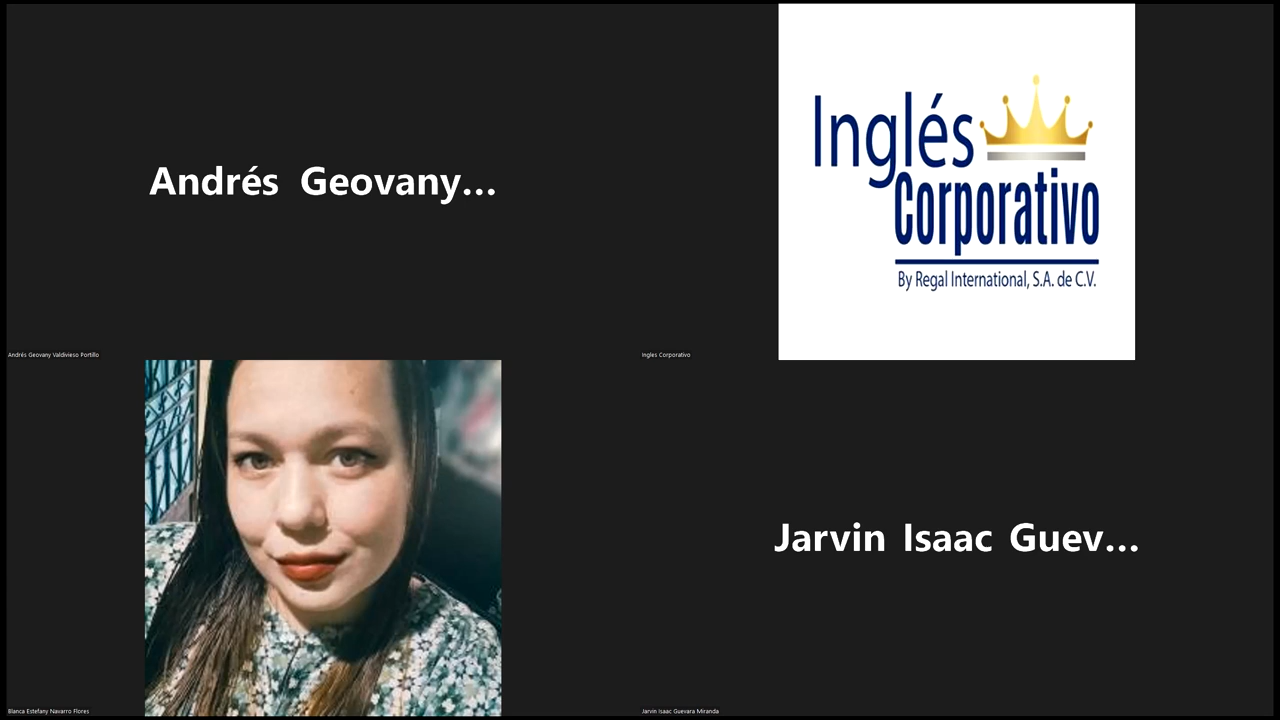 Andrés Geovany...
Inglés
Corporativo
By Regal International, S.A. de C.V.
Andrés Geovany Valdivieso Portillo
Ingles Corporativo
Jarvin Isaac Guev...
Blanca Estefany Navarro Flores
Jarvin Isaac Guevara Miranda